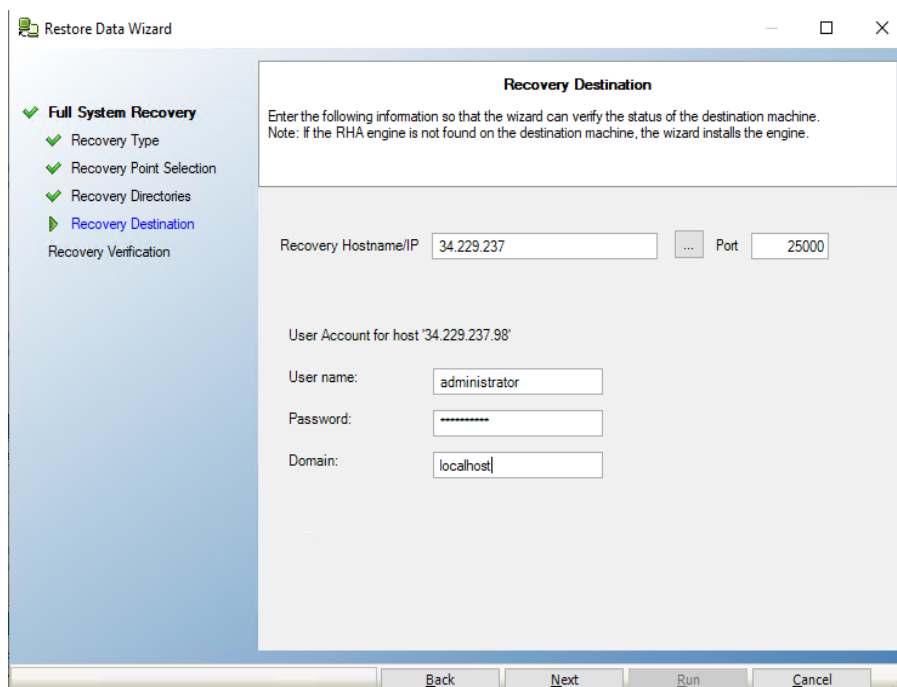 Restore Data Wizard
Full System Recovery
Recovery Type
Recovery Point Selection
Recovery Directories
Recovery Destination
Recovery Verification
Recovery Destination
Enter the following information so that the wizard can verify the status of the destination machine.
Note: If the RHA engine is not found on the destination machine, the wizard installs the engine.
Recovery Hostname/IP 34.229.237 ... Port 25000
User Account for host '34.229.237.98'
User name: administrator
Password: **********
Domain: localhost
Back Next Run Cancel